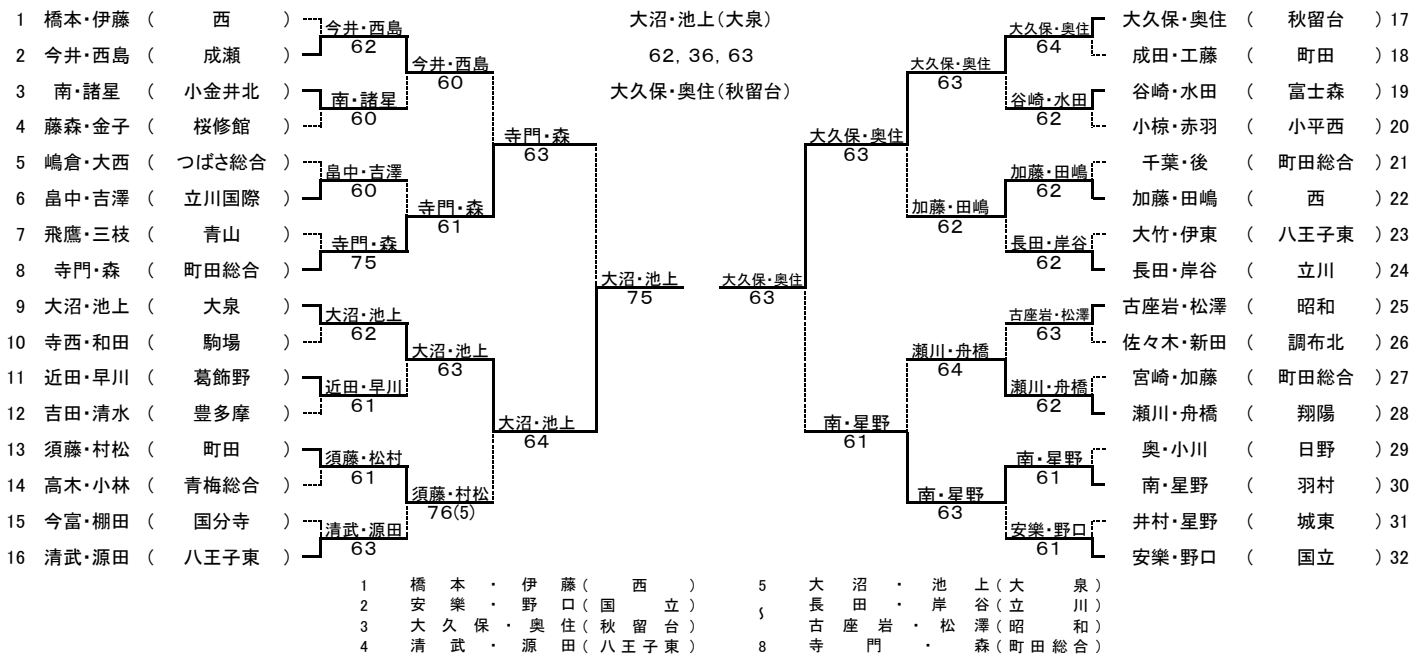 1 橋本・伊藤 ( 西 )
2 今井・西島 ( 成瀬 )
3 南・諸星 ( 小金井北 )
4 藤森・金子 ( 桜修館 )
5 嶋倉・大西 ( つばさ総合 )
6 畠中・吉澤 ( 立川国際 )
7 飛鷹・三枝 ( 青山 )
8 寺門・森 ( 町田総合 )
9 大沼・池上 ( 大泉 )
10 寺西・和田 ( 駒場 )
11 近田・早川 ( 葛飾野 )
12 吉田・清水 ( 豊多摩 )
13 須藤・村松 ( 町田 )
14 高木・小林 ( 青梅総合 )
15 今富・棚田 ( 国分寺 )
16 清武・源田 ( 八王子東 )
今井・西島
62
南・諸星
60
畠中・吉澤
60
寺門・森
75
大沼・池上
62
近田・早川
61
須藤・松村
61
清武・源田
63
今井・西島
60
寺門・森
61
大沼・池上
63
須藤・村松
76(5)
寺門・森
63
大沼・池上
64
大沼・池上
75
大沼・池上(大泉)
62, 36, 63
大久保・奥住(秋留台)
大久保・奥住
63
大久保・奥住
63
南・星野
61
大久保・奥住
63
加藤・田嶋
62
瀬川・舟橋
64
南・星野
63
大久保・奥住
64
谷崎・水田
62
加藤・田嶋
62
長田・岸谷
62
古座岩・松澤
63
瀬川・舟橋
62
南・星野
61
安樂・野口
61
大久保・奥住 ( 秋留台 ) 17
成田・工藤 ( 町田 ) 18
谷崎・水田 ( 富士森 ) 19
小椋・赤羽 ( 小平西 ) 20
千葉・後 ( 町田総合 ) 21
加藤・田嶋 ( 西 ) 22
大竹・伊東 ( 八王子東 ) 23
長田・岸谷 ( 立川 ) 24
古座岩・松澤 ( 昭和 ) 25
佐々木・新田 ( 調布北 ) 26
宮崎・加藤 ( 町田総合 ) 27
瀬川・舟橋 ( 翔陽 ) 28
奥・小川 ( 日野 ) 29
南・星野 ( 羽村 ) 30
井村・星野 ( 城東 ) 31
安樂・野口 ( 国立 ) 32
1 橋本・伊藤( 西 )
2 安樂・野口( 国立 )
3 大久保・奥住( 秋留台 )
4 清武・源田( 八王子東 )
5 大沼・池上( 大泉 )
〜 長田・岸谷( 立川 )
古座岩・松澤( 昭和 )
8 寺門・森( 町田総合 )